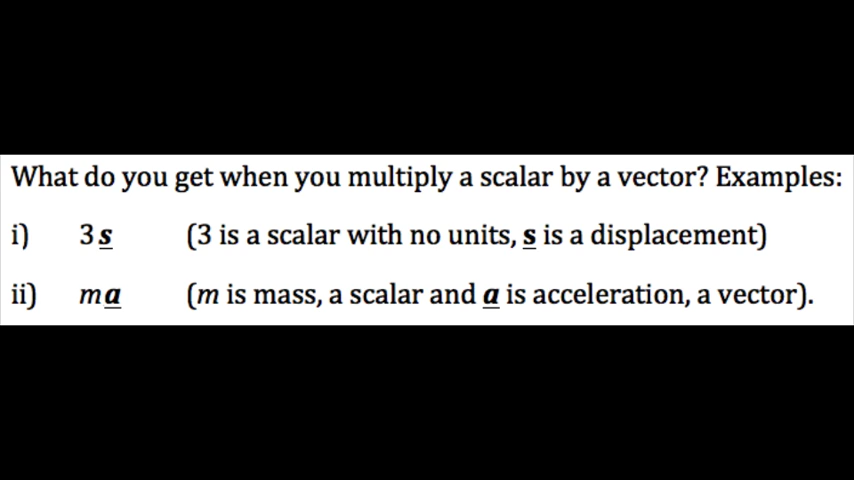 What do you get when you multiply a scalar by a vector? Examples:
i) 3 s (3 is a scalar with no units, s is a displacement)
ii) ma (m is mass, a scalar and a is acceleration, a vector).